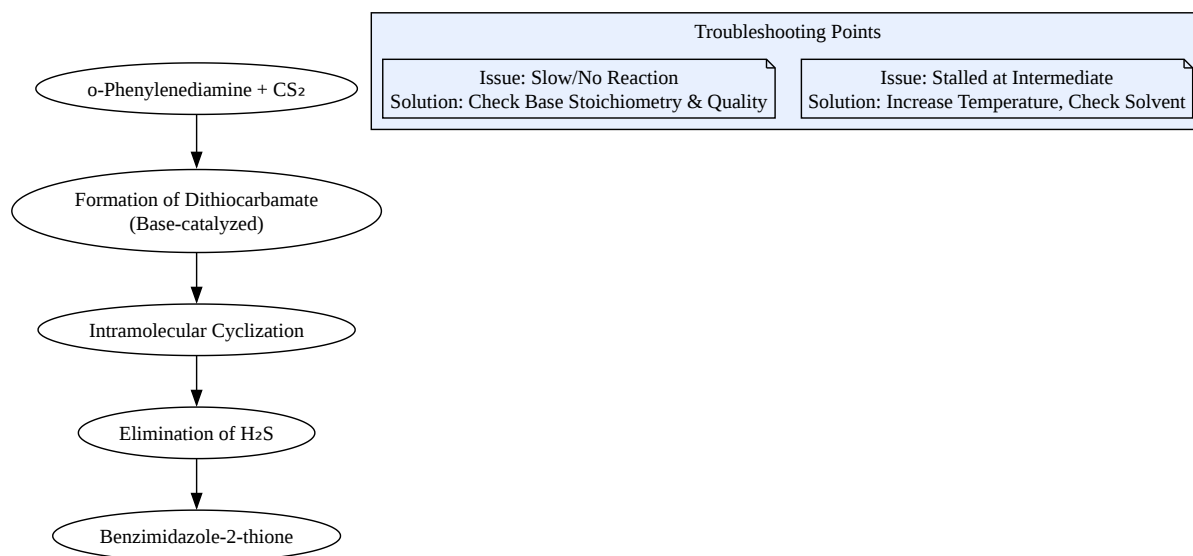 Troubleshooting Points
Issue: Slow/No Reaction
Solution: Check Base Stoichiometry & Quality
Issue: Stalled at Intermediate
Solution: Increase Temperature, Check Solvent
o-Phenylenediamine + CS₂
Formation of Dithiocarbamate
(Base-catalyzed)
Intramolecular Cyclization
Elimination of H₂S
Benzimidazole-2-thione